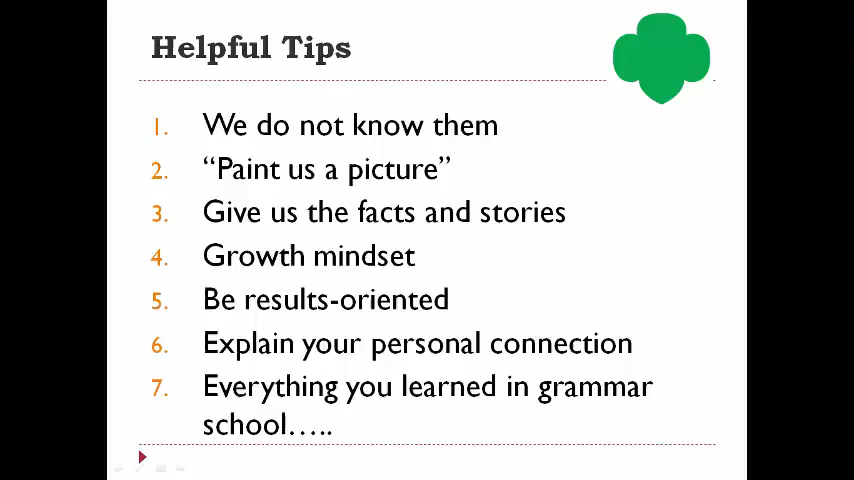 Helpful Tips
1. We do not know them
2. “Paint us a picture”
3. Give us the facts and stories
4. Growth mindset
5. Be results-oriented
6. Explain your personal connection
7. Everything you learned in grammar
school…..